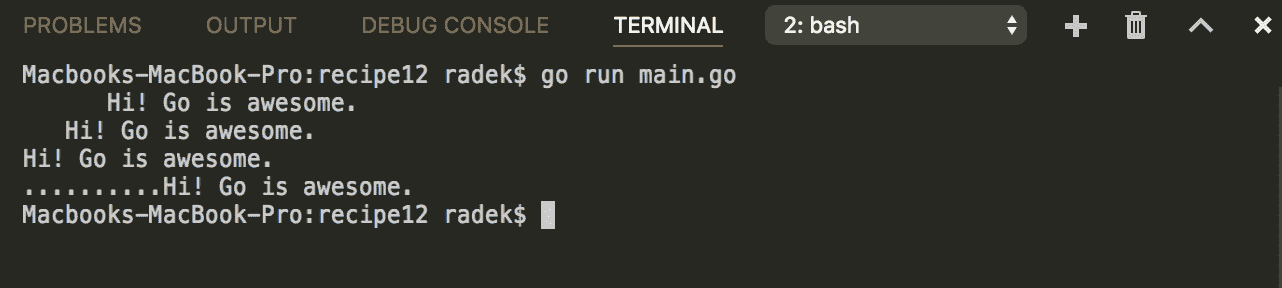 PROBLEMS OUTPUT DEBUG CONSOLE TERMINAL 2: bash
Macbooks-MacBook-Pro:recipe12 radek$ go run main.go
      Hi! Go is awesome.
   Hi! Go is awesome.
Hi! Go is awesome.
..........Hi! Go is awesome.
Macbooks-MacBook-Pro:recipe12 radek$